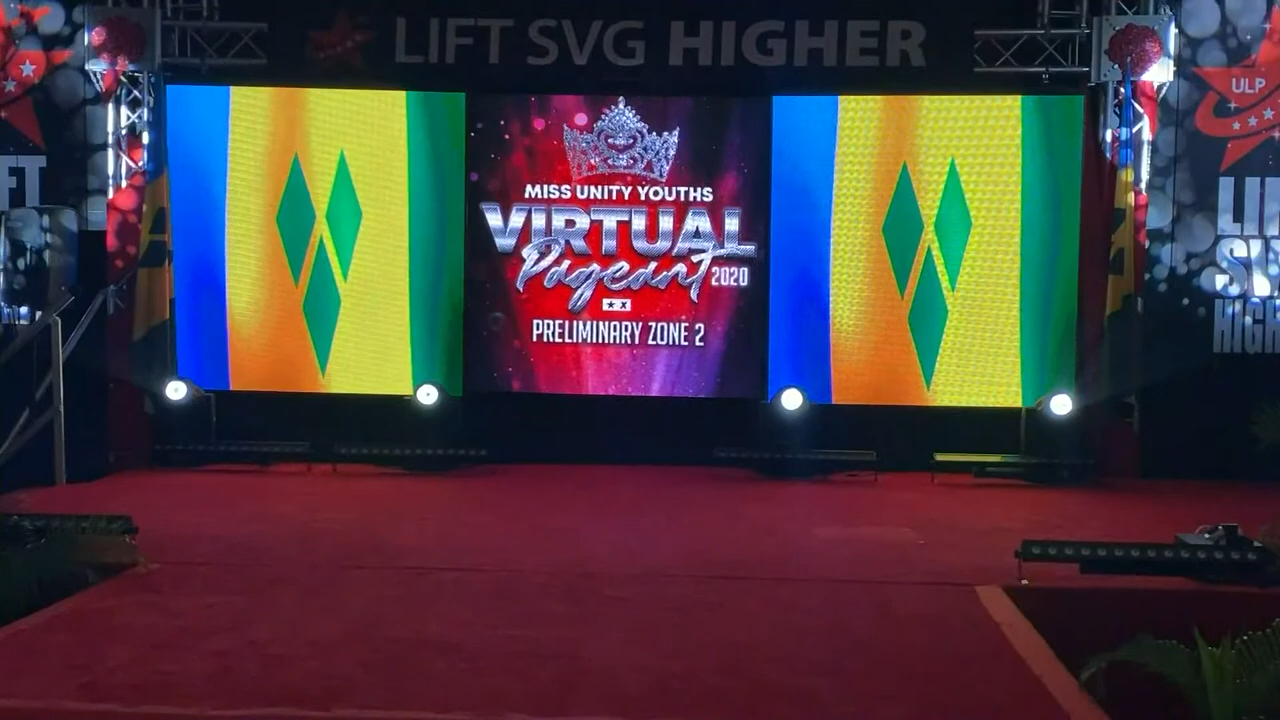 LIFT SVG HIGHER
MISS UNITY YOUTHS
VIRTUAL
Pageant 2020
★ X
PRELIMINARY ZONE 2
ULP